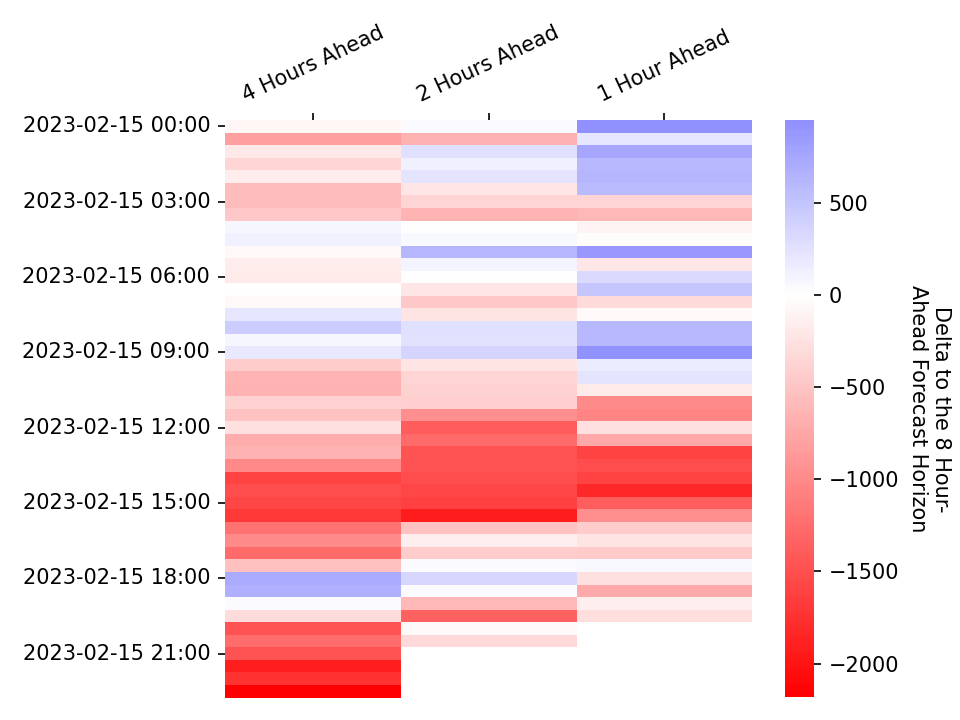 4 Hours Ahead
2 Hours Ahead
1 Hour Ahead
2023-02-15 00:00
2023-02-15 03:00
2023-02-15 06:00
2023-02-15 09:00
2023-02-15 12:00
2023-02-15 15:00
2023-02-15 18:00
2023-02-15 21:00
500
0
−500
−1000
−1500
−2000
Delta to the 8 Hour-
Ahead Forecast Horizon